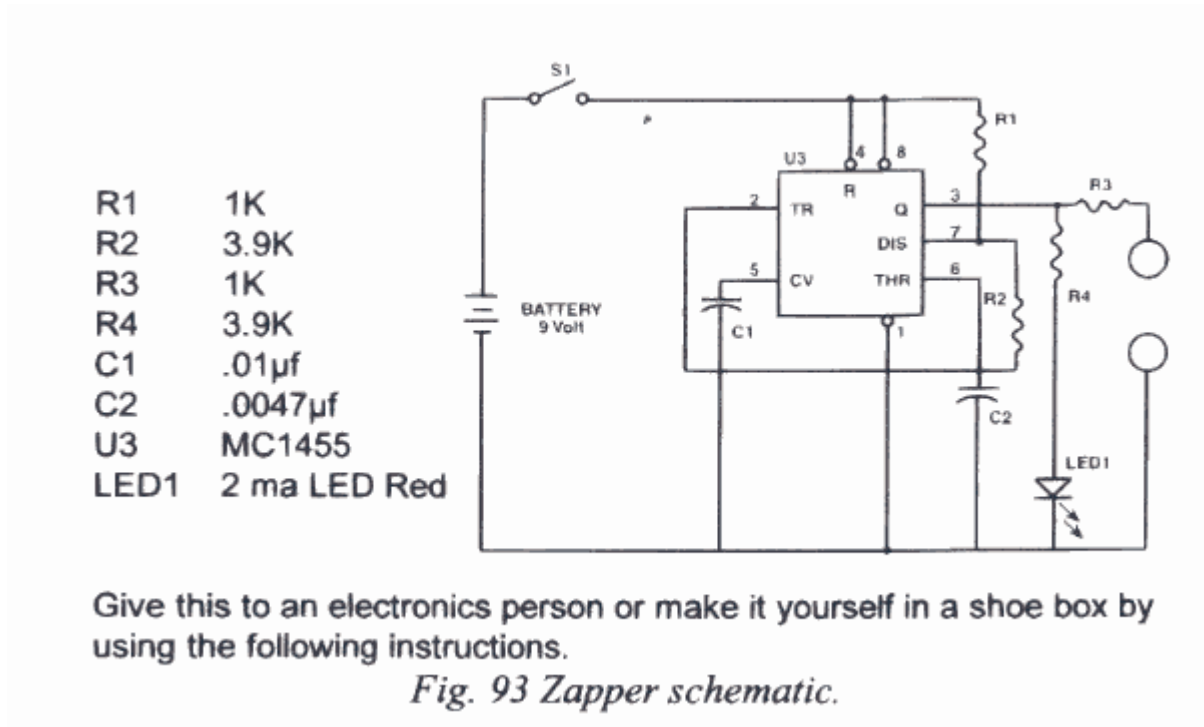 S1
R1
4
8
U3
R
R3
2
TR
Q
3
DIS
7
5
CV
THR
6
R2
R4
C1
1
C2
LED1
BATTERY
9 Volt
R1 1K
R2 3.9K
R3 1K
R4 3.9K
C1 .01µf
C2 .0047µf
U3 MC1455
LED1 2 ma LED Red
Give this to an electronics person or make it yourself in a shoe box by
using the following instructions.
Fig. 93 Zapper schematic.